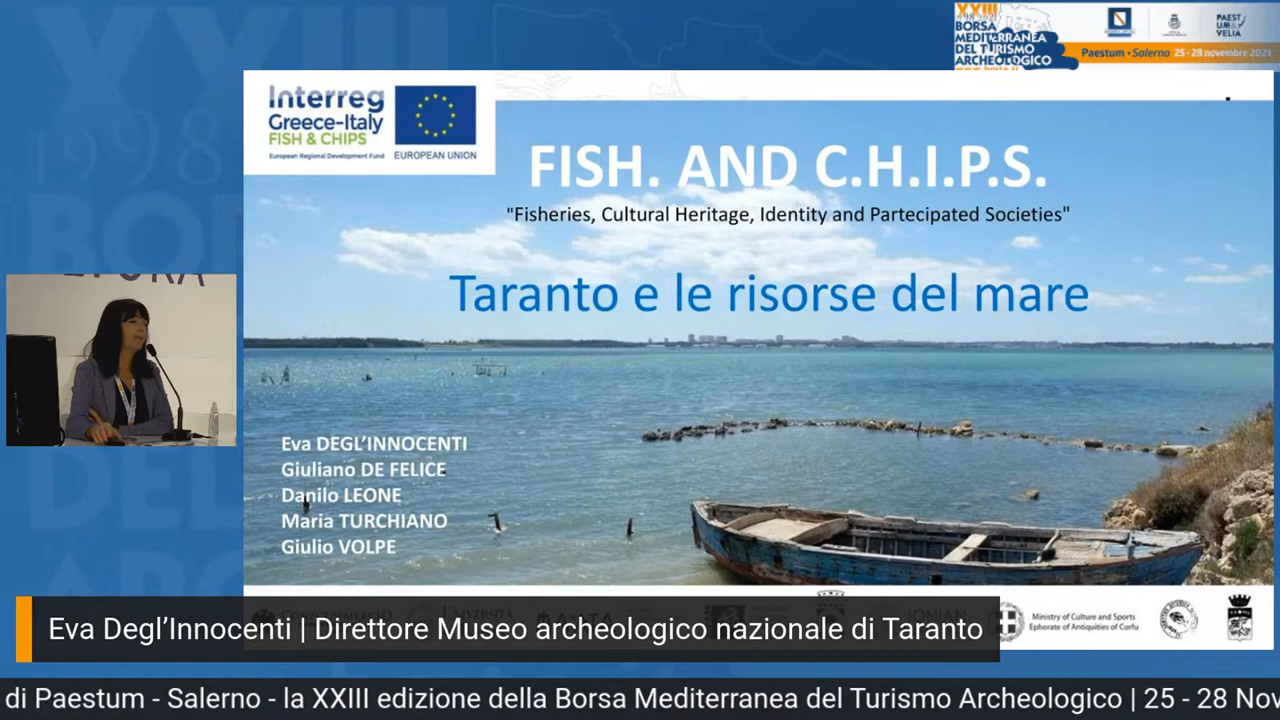 XXIII
BORSA
MEDITERRANEA
DEL TURISMO
ARCHEOLOGICO
PAEST
UM&
VELIA
Paestum • Salerno 25 - 28 novembre 2021
Interreg
Greece-Italy
FISH & CHIPS
European Regional Development Fund
EUROPEAN UNION
FISH. AND C.H.I.P.S.
"Fisheries, Cultural Heritage, Identity and Partecipated Societies"
Taranto e le risorse del mare
Eva DEGL'INNOCENTI
Giuliano DE FELICE
Danilo LEONE
Maria TURCHIANO
Giulio VOLPE
Ministry of Culture and Sports
Ephorate of Antiquities of Corfu
Eva Degl'Innocenti | Direttore Museo archeologico nazionale di Taranto
di Paestum - Salerno - la XXIII edizione della Borsa Mediterranea del Turismo Archeologico | 25 - 28 Nov